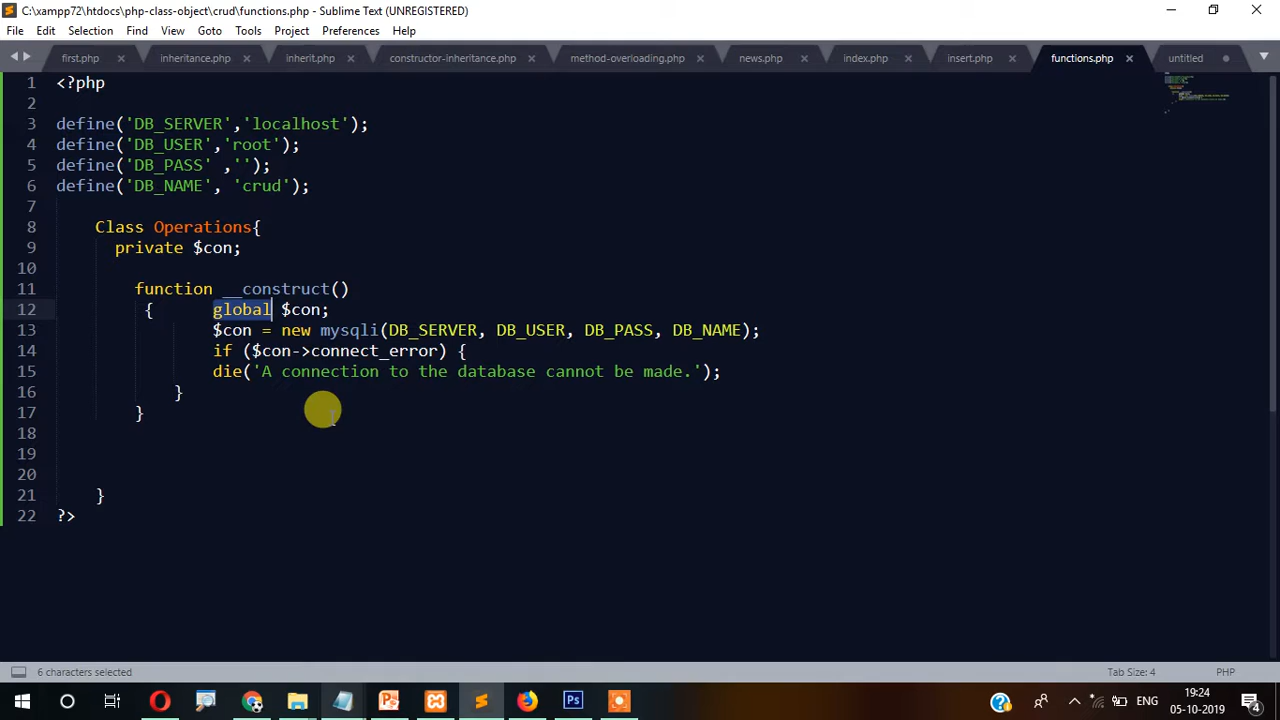 C:\xampp72\htdocs\php-class-object\crud\functions.php - Sublime Text (UNREGISTERED)
File Edit Selection Find View Goto Tools Project Preferences Help
first.php inheritance.php inherit.php constructor-inheritance.php method-overloading.php news.php index.php insert.php functions.php untitled
1 <?php
2
3 define('DB_SERVER','localhost');
4 define('DB_USER','root');
5 define('DB_PASS' ,'');
6 define('DB_NAME', 'crud');
7
8 Class Operations{
9 private $con;
10
11 function __construct()
12 { global $con;
13 $con = new mysqli(DB_SERVER, DB_USER, DB_PASS, DB_NAME);
14 if ($con->connect_error) {
15 die('A connection to the database cannot be made.');
16 }
17 }
18
19
20
21 }
22 ?>
6 characters selected Tab Size: 4 PHP
ENG 19:24
05-10-2019 4